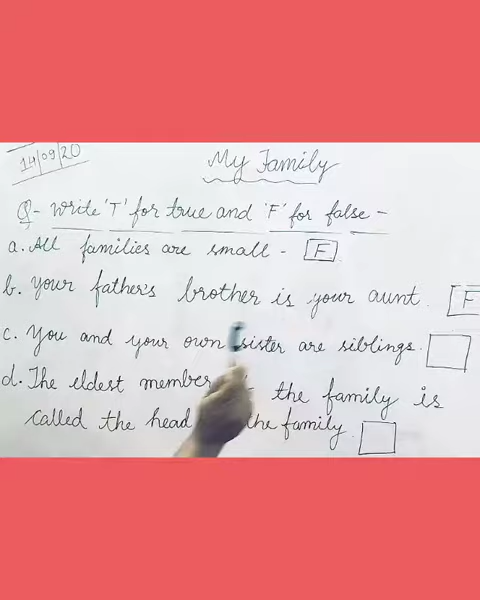 14/09/20
My Family
Q- Write 'T' for true and 'F' for false -
a. All families are small - F
b. Your father's brother is your aunt. F
c. You and your own sister are siblings.
d. The eldest member the family is
called the head the family.